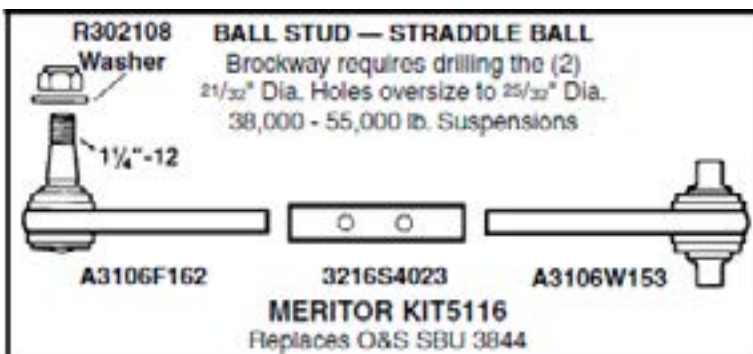 R302108
Washer
BALL STUD — STRADDLE BALL
Brockway requires drilling the (2)
21/32" Dia. Holes oversize to 25/32" Dia.
38,000 - 55,000 lb. Suspensions
1¼"-12
A3106F162
3216S4023
A3106W153
MERITOR KIT5116
Replaces O&S SBU 3844